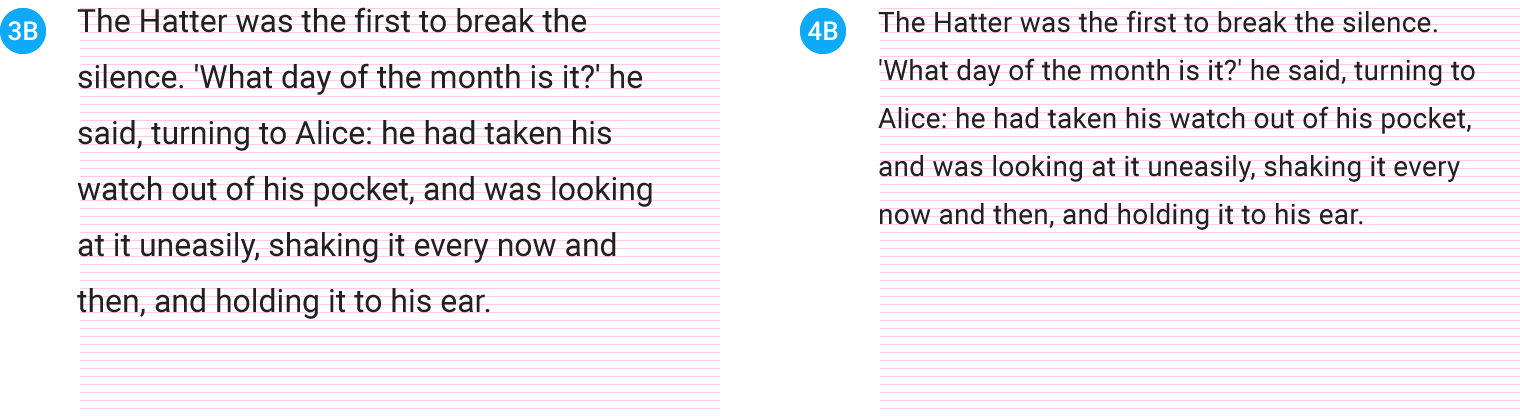 3B
The Hatter was the first to break the
silence. 'What day of the month is it?' he
said, turning to Alice: he had taken his
watch out of his pocket, and was looking
at it uneasily, shaking it every now and
then, and holding it to his ear.
4B
The Hatter was the first to break the silence.
'What day of the month is it?' he said, turning to
Alice: he had taken his watch out of his pocket,
and was looking at it uneasily, shaking it every
now and then, and holding it to his ear.